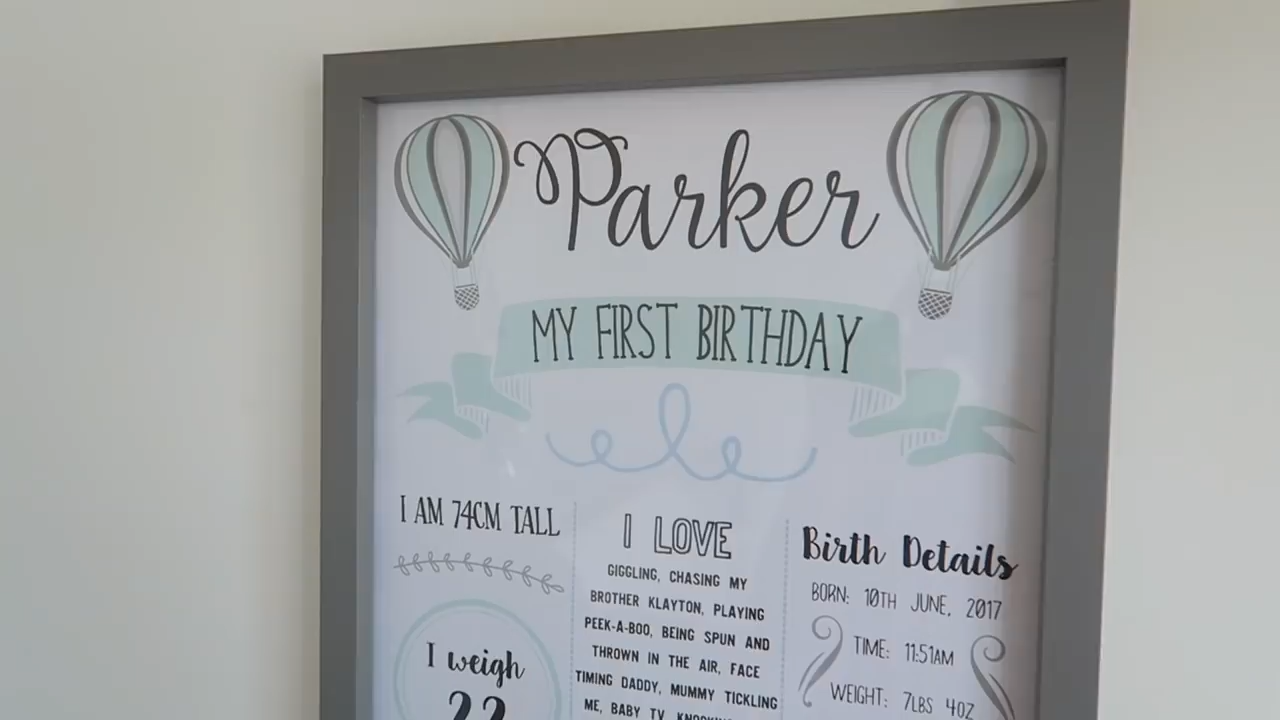 Parker
MY FIRST BIRTHDAY
I AM 74CM TALL
I weigh
22
I LOVE
GIGGLING, CHASING MY
BROTHER KLAYTON, PLAYING
PEEK-A-BOO, BEING SPUN AND
THROWN IN THE AIR, FACE
TIMING DADDY, MUMMY TICKLING
ME, BABY TV,
Birth Details
BORN: 10TH JUNE, 2017
TIME: 11:51AM
WEIGHT: 7LBS 4OZ